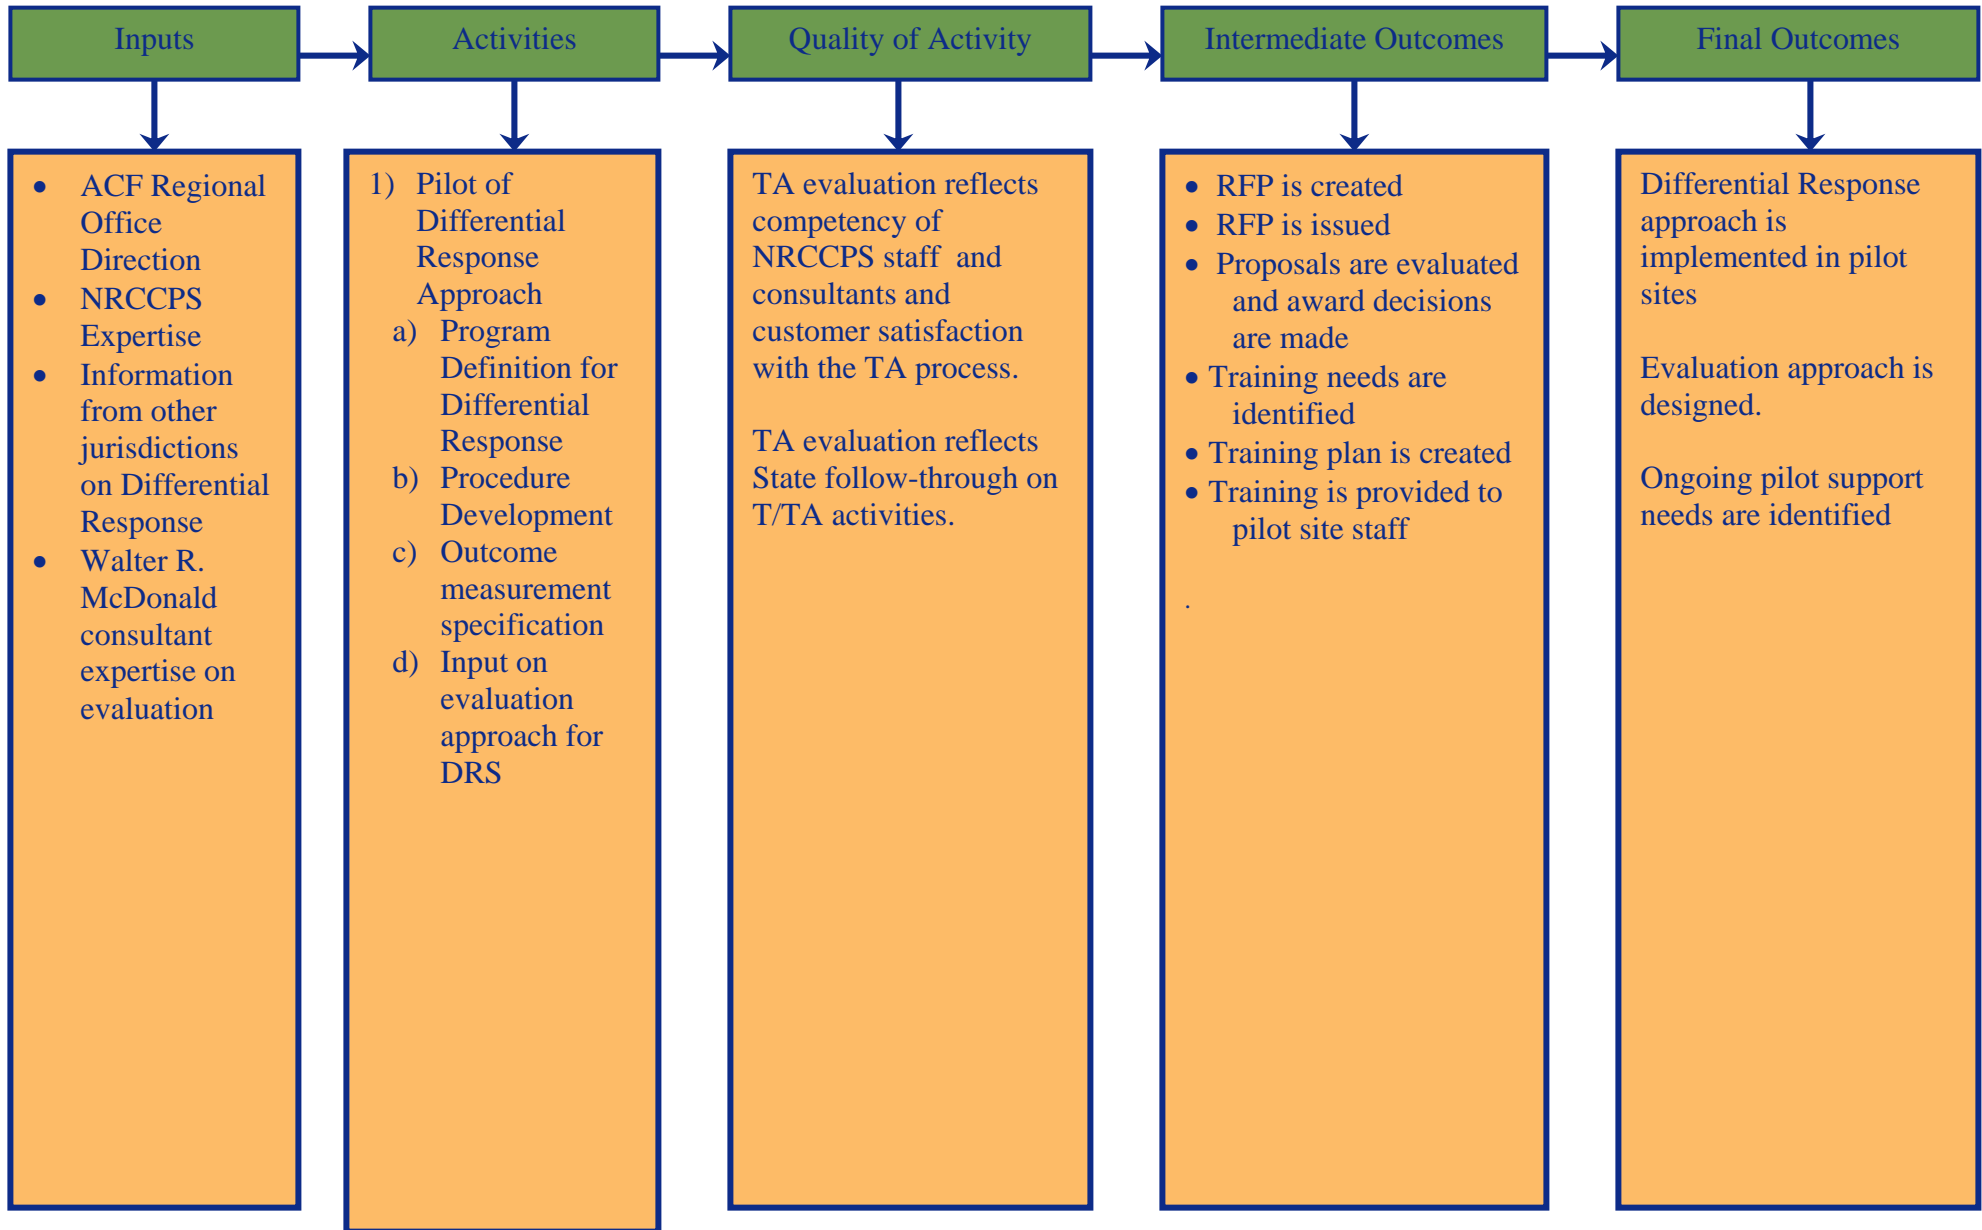 Inputs
Activities
Quality of Activity
Intermediate Outcomes
Final Outcomes
• ACF Regional
Office
Direction
• NRCCPS
Expertise
• Information
from other
jurisdictions
on Differential
Response
• Walter R.
McDonald
consultant
expertise on
evaluation
1) Pilot of
Differential
Response
Approach
a) Program
Definition for
Differential
Response
b) Procedure
Development
c) Outcome
measurement
specification
d) Input on
evaluation
approach for
DRS
TA evaluation reflects
competency of
NRCCPS staff  and
consultants and
customer satisfaction
with the TA process.
TA evaluation reflects
State follow-through on
T/TA activities.
• RFP is created
• RFP is issued
• Proposals are evaluated
and award decisions
are made
• Training needs are
identified
• Training plan is created
• Training is provided to
pilot site staff
.
Differential Response
approach is
implemented in pilot
sites
Evaluation approach is
designed.
Ongoing pilot support
needs are identified